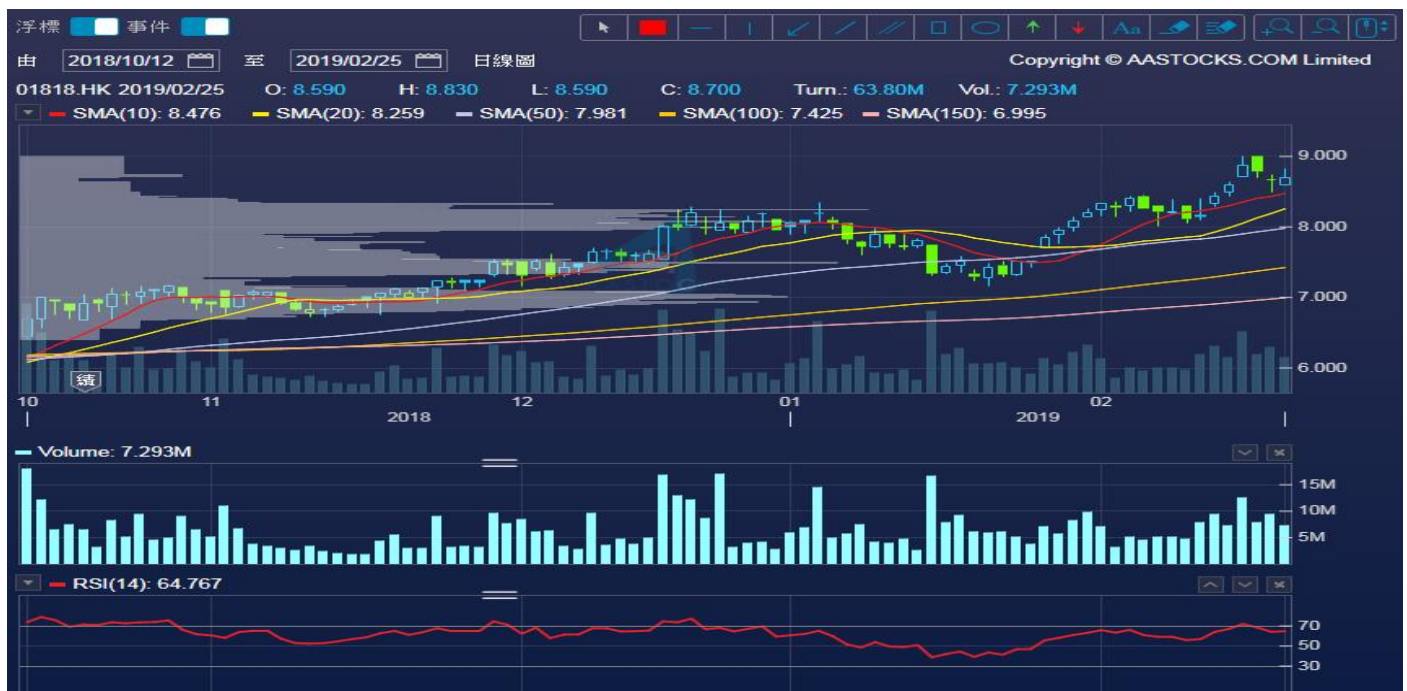 浮標 事件 Aa
由 2018/10/12 至 2019/02/25 日線圖 Copyright © AASTOCKS.COM Limited
01818.HK 2019/02/25 O: 8.590 H: 8.830 L: 8.590 C: 8.700 Turn.: 63.80M Vol.: 7.293M
SMA(10): 8.476 SMA(20): 8.259 SMA(50): 7.981 SMA(100): 7.425 SMA(150): 6.995
9.000
8.000
7.000
6.000
績
10 11 12 01 02
2018 2019
Volume: 7.293M
15M
10M
5M
RSI(14): 64.767
70
50
30